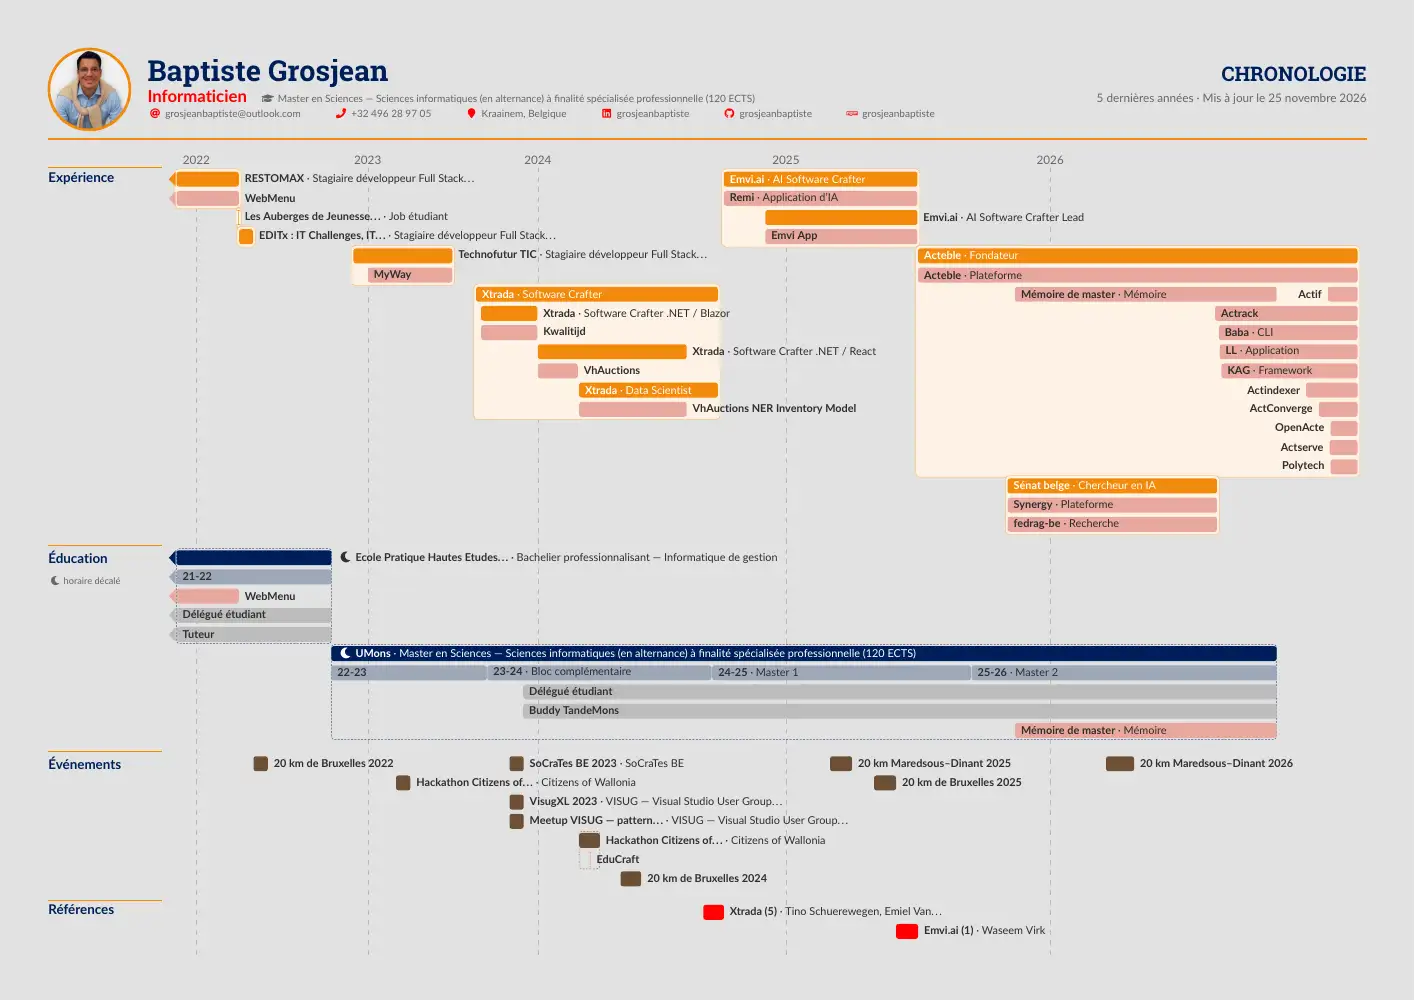 Baptiste Grosjean
CHRONOLOGIE
Informaticien Master en Sciences — Sciences informatiques (en alternance) à finalité spécialisée professionnelle (120 ECTS)
5 dernières années · Mis à jour le 25 novembre 2026
grosjeanbaptiste@outlook.com +32 496 28 97 05 Kraainem, Belgique grosjeanbaptiste grosjeanbaptiste grosjeanbaptiste
2022 2023 2024 2025 2026
Expérience
RESTOMAX · Stagiaire développeur Full Stack…
Emvi.ai · AI Software Crafter
WebMenu
Remi · Application d'IA
Les Auberges de Jeunesse… · Job étudiant
Emvi.ai · AI Software Crafter Lead
EDITx : IT Challenges, IT… · Stagiaire développeur Full Stack…
Emvi App
Technofutur TIC · Stagiaire développeur Full Stack…
Acteble · Fondateur
MyWay
Acteble · Plateforme
Xtrada · Software Crafter
Mémoire de master · Mémoire
Actif
Xtrada · Software Crafter .NET / Blazor
Actrack
Kwalitijd
Baba · CLI
Xtrada · Software Crafter .NET / React
LL · Application
VhAuctions
KAG · Framework
Xtrada · Data Scientist
Actindexer
VhAuctions NER Inventory Model
ActConverge
OpenActe
Actserve
Polytech
Sénat belge · Chercheur en IA
Synergy · Plateforme
fedrag-be · Recherche
Éducation
Ecole Pratique Hautes Etudes… · Bachelier professionnalisant — Informatique de gestion
horaire décalé
21-22
WebMenu
Délégué étudiant
Tuteur
UMons · Master en Sciences — Sciences informatiques (en alternance) à finalité spécialisée professionnelle (120 ECTS)
22-23
23-24 · Bloc complémentaire
24-25 · Master 1
25-26 · Master 2
Délégué étudiant
Buddy TandeMons
Mémoire de master · Mémoire
Événements
20 km de Bruxelles 2022
SoCraTes BE 2023 · SoCraTes BE
20 km Maredsous–Dinant 2025
20 km Maredsous–Dinant 2026
Hackathon Citizens of… · Citizens of Wallonia
20 km de Bruxelles 2025
VisugXL 2023 · VISUG — Visual Studio User Group…
Meetup VISUG — pattern… · VISUG — Visual Studio User Group…
Hackathon Citizens of… · Citizens of Wallonia
EduCraft
20 km de Bruxelles 2024
Références
Xtrada (5) · Tino Schuerewegen, Emiel Van…
Emvi.ai (1) · Waseem Virk